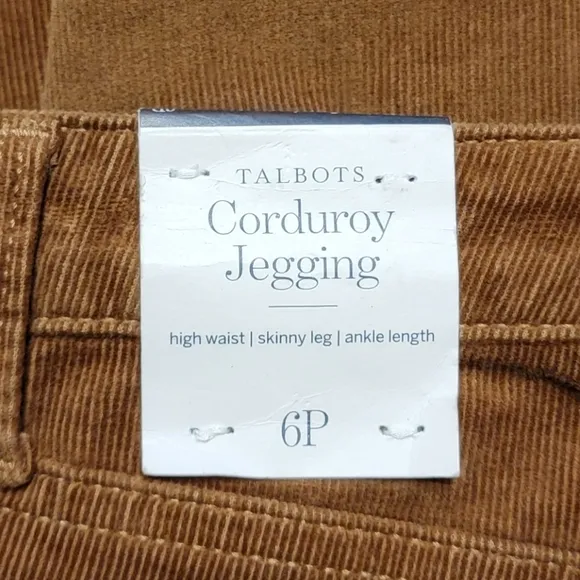 TALBOTS
Corduroy
Jegging
high waist | skinny leg | ankle length
6P